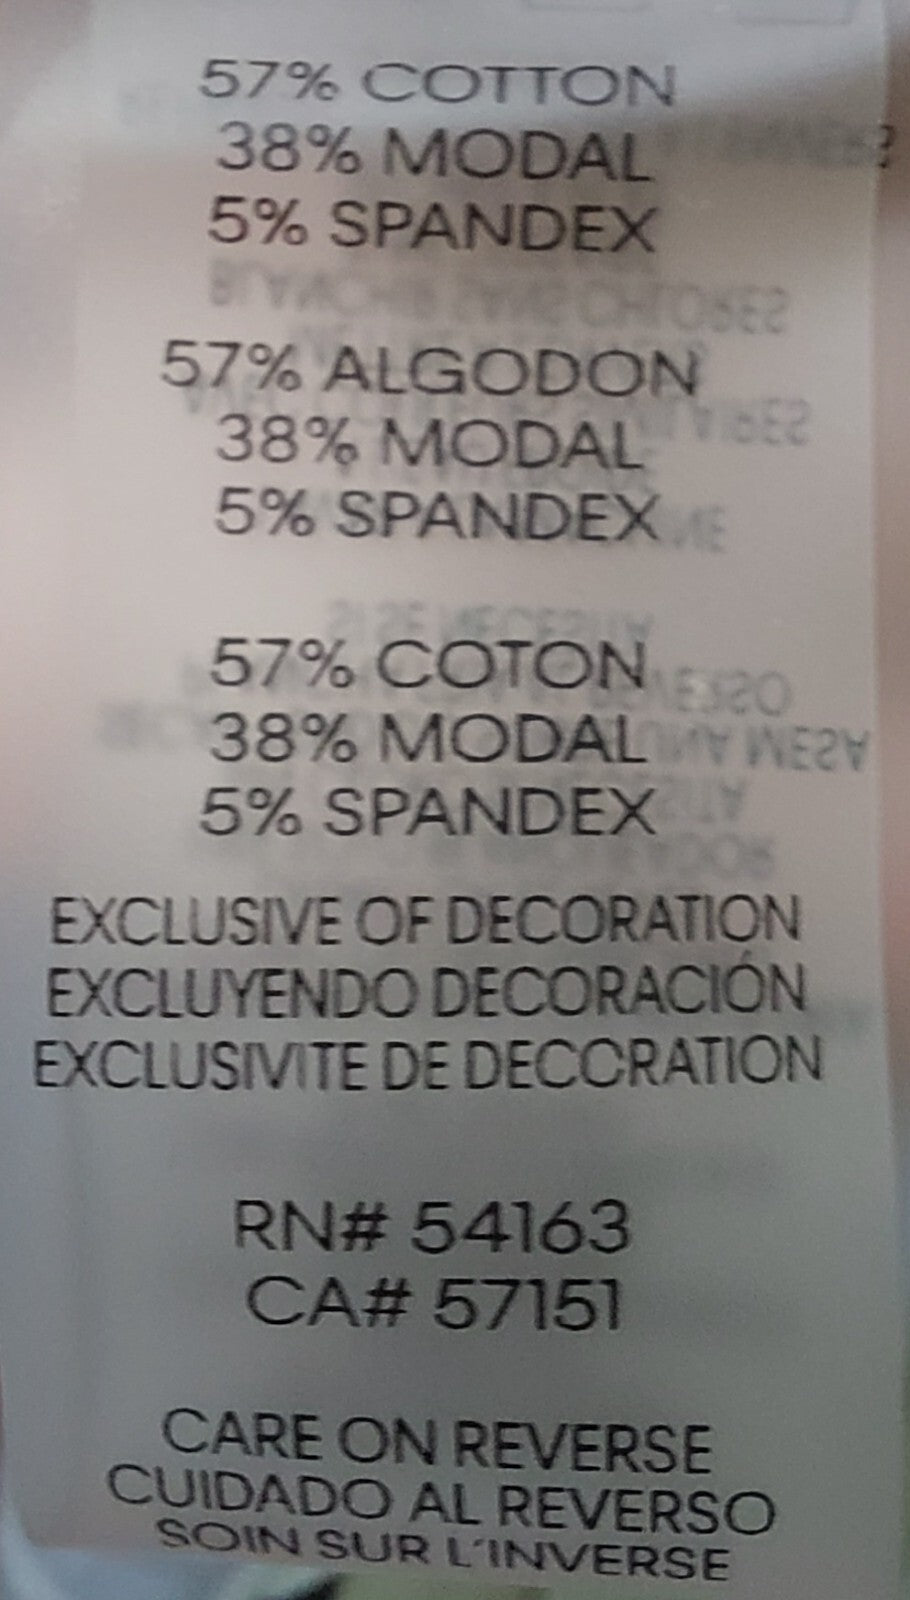 57% COTTON
38% MODAL
5% SPANDEX
57% ALGODON
38% MODAL
5% SPANDEX
57% COTON
38% MODAL
5% SPANDEX
EXCLUSIVE OF DECORATION
EXCLUYENDO DECORACIÓN
EXCLUSIVITE DE DECCRATION
RN# 54163
CA# 57151
CARE ON REVERSE
CUIDADO AL REVERSO
SOIN SUR L'INVERSE